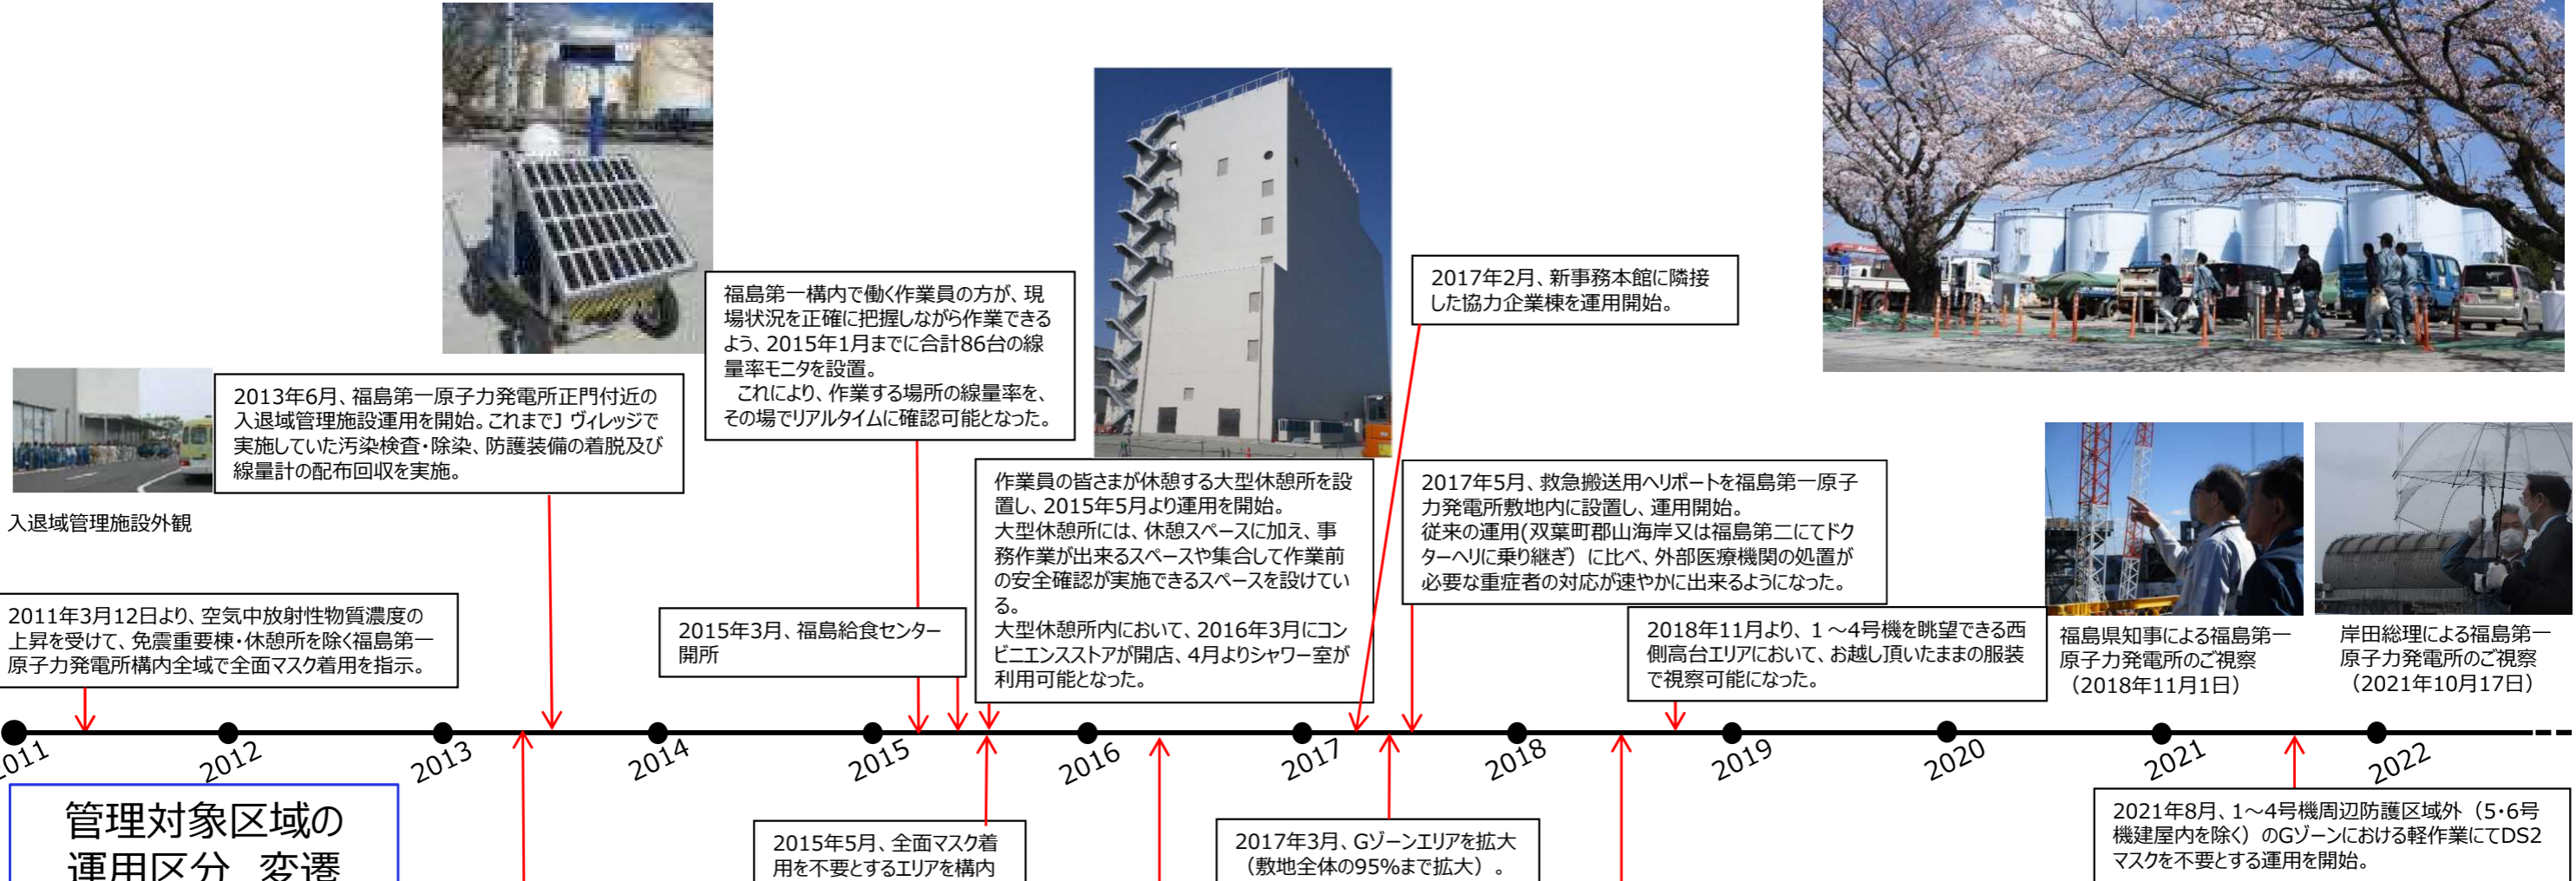 福島第一構内で働く作業員の方が、現
場状況を正確に把握しながら作業できる
よう、2015年1月までに合計86台の線
量率モニタを設置。
これにより、作業する場所の線量率を、
その場でリアルタイムに確認可能となった。
2017年2月、新事務本館に隣接
した協力企業棟を運用開始。
2013年6月、福島第一原子力発電所正門付近の
入退域管理施設運用を開始。これまでJ ヴィレッジで
実施していた汚染検査・除染、防護装備の着脱及び
線量計の配布回収を実施。
入退域管理施設外観
作業員の皆さまが休憩する大型休憩所を設
置し、2015年5月より運用を開始。
大型休憩所には、休憩スペースに加え、事
務作業が出来るスペースや集合して作業前
の安全確認が実施できるスペースを設けてい
る。
大型休憩所内において、2016年3月にコン
ビニエンスストアが開店、4月よりシャワー室が
利用可能となった。
2017年5月、救急搬送用ヘリポートを福島第一原子
力発電所敷地内に設置し、運用開始。
従来の運用(双葉町郡山海岸又は福島第二にてドク
ターヘリに乗り継ぎ）に比べ、外部医療機関の処置が
必要な重症者の対応が速やかに出来るようになった。
2011年3月12日より、空気中放射性物質濃度の
上昇を受けて、免震重要棟・休憩所を除く福島第一
原子力発電所構内全域で全面マスク着用を指示。
2015年3月、福島給食センター
開所
2018年11月より、1～4号機を眺望できる西
側高台エリアにおいて、お越し頂いたままの服装
で視察可能になった。
福島県知事による福島第一
原子力発電所のご視察
（2018年11月1日）
岸田総理による福島第一
原子力発電所のご視察
（2021年10月17日）
2011
2012
2013
2014
2015
2016
2017
2018
2019
2020
2021
2022
管理対象区域の
運用区分 変遷
2015年5月、全面マスク着
用を不要とするエリアを構内
2017年3月、Gゾーンエリアを拡大
（敷地全体の95%まで拡大）。
2021年8月、1～4号機周辺防護区域外（5・6号
機建屋内を除く）のGゾーンにおける軽作業にてDS2
マスクを不要とする運用を開始。